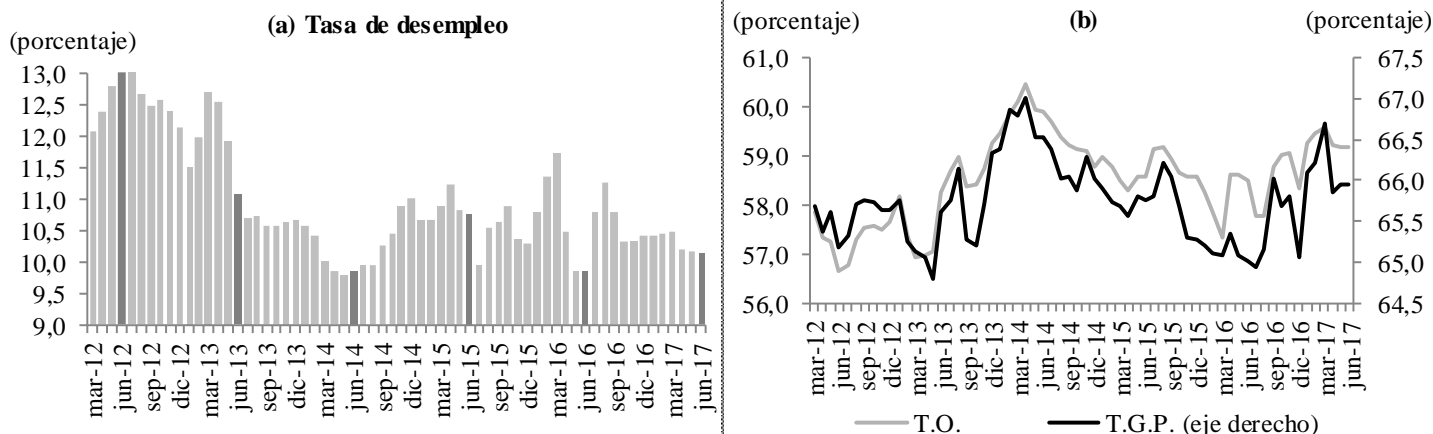 (a) Tasa de desempleo
(porcentaje)
13,0
12,5
12,0
11,5
11,0
10,5
10,0
9,5
9,0
mar-12
jun-12
sep-12
dic-12
mar-13
jun-13
sep-13
dic-13
mar-14
jun-14
sep-14
dic-14
mar-15
jun-15
sep-15
dic-15
mar-16
jun-16
sep-16
dic-16
mar-17
jun-17
(porcentaje) (b) (porcentaje)
61,0
60,0
59,0
58,0
57,0
56,0
67,5
67,0
66,5
66,0
65,5
65,0
64,5
mar-12
jun-12
sep-12
dic-12
mar-13
jun-13
sep-13
dic-13
mar-14
jun-14
sep-14
dic-14
mar-15
jun-15
sep-15
dic-15
mar-16
jun-16
sep-16
dic-16
mar-17
jun-17
T.O. T.G.P. (eje derecho)